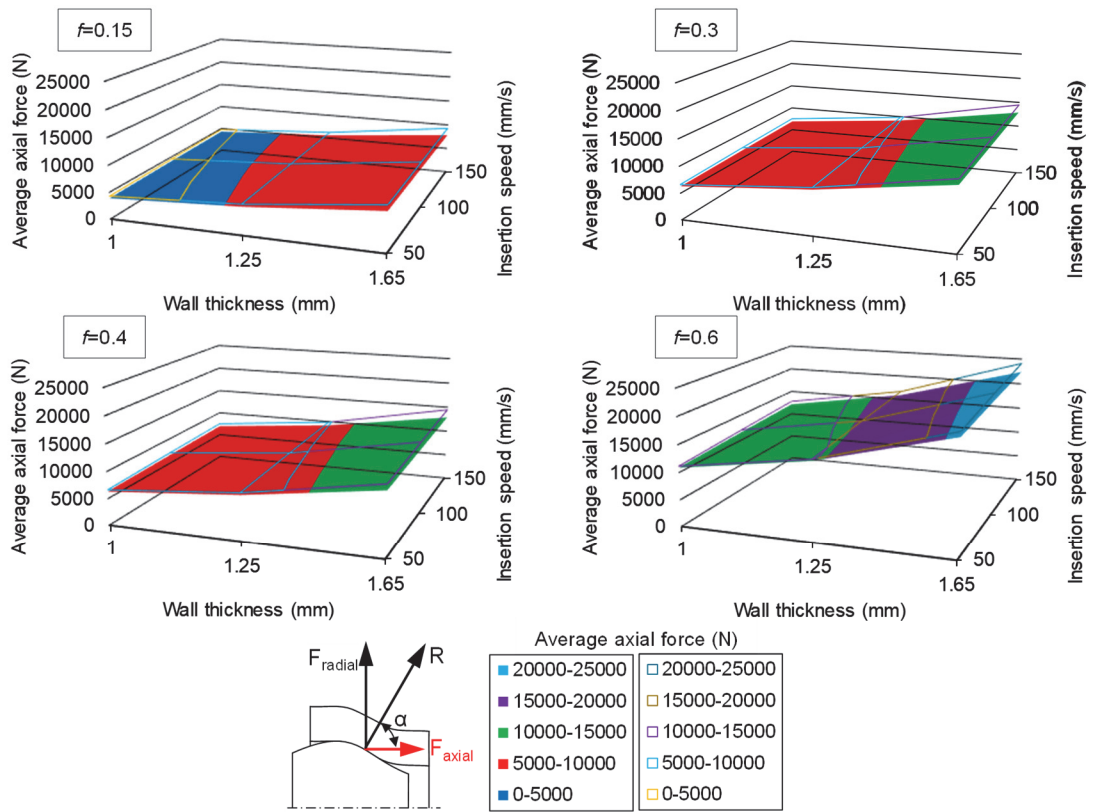 f=0.15
Average axial force (N)
25000
20000
15000
10000
5000
0
1
1.25
1.65
Wall thickness (mm)
50
100
150
Insertion speed (mm/s)
f=0.3
Average axial force (N)
25000
20000
15000
10000
5000
0
1
1.25
1.65
Wall thickness (mm)
50
100
150
Insertion speed (mm/s)
f=0.4
Average axial force (N)
25000
20000
15000
10000
5000
0
1
1.25
1.65
Wall thickness (mm)
50
100
150
Insertion speed (mm/s)
f=0.6
Average axial force (N)
25000
20000
15000
10000
5000
0
1
1.25
1.65
Wall thickness (mm)
50
100
150
Insertion speed (mm/s)
Fradial
R
α
Faxial
Average axial force (N)
20000-25000
15000-20000
10000-15000
5000-10000
0-5000
20000-25000
15000-20000
10000-15000
5000-10000
0-5000